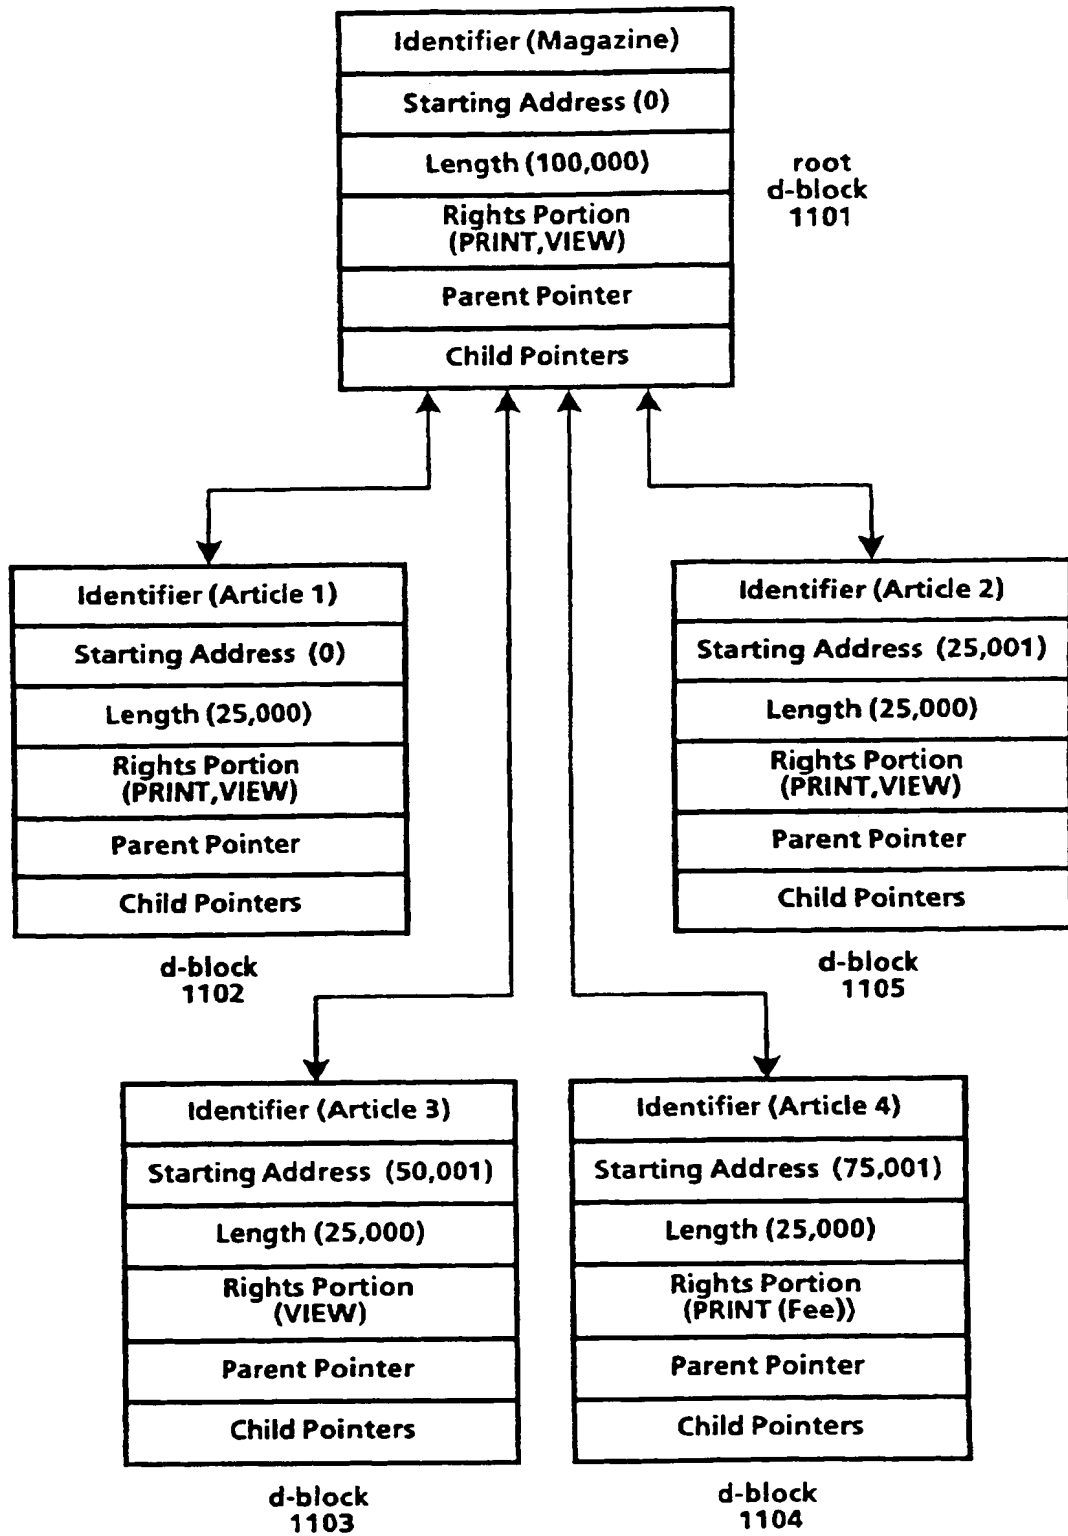 Identifier (Magazine)
Starting Address (0)
Length (100,000)
Rights Portion
(PRINT,VIEW)
Parent Pointer
Child Pointers
root
d-block
1101
Identifier (Article 1)
Starting Address (0)
Length (25,000)
Rights Portion
(PRINT,VIEW)
Parent Pointer
Child Pointers
d-block
1102
Identifier (Article 2)
Starting Address (25,001)
Length (25,000)
Rights Portion
(PRINT,VIEW)
Parent Pointer
Child Pointers
d-block
1105
Identifier (Article 3)
Starting Address (50,001)
Length (25,000)
Rights Portion
(VIEW)
Parent Pointer
Child Pointers
d-block
1103
Identifier (Article 4)
Starting Address (75,001)
Length (25,000)
Rights Portion
(PRINT (Fee))
Parent Pointer
Child Pointers
d-block
1104